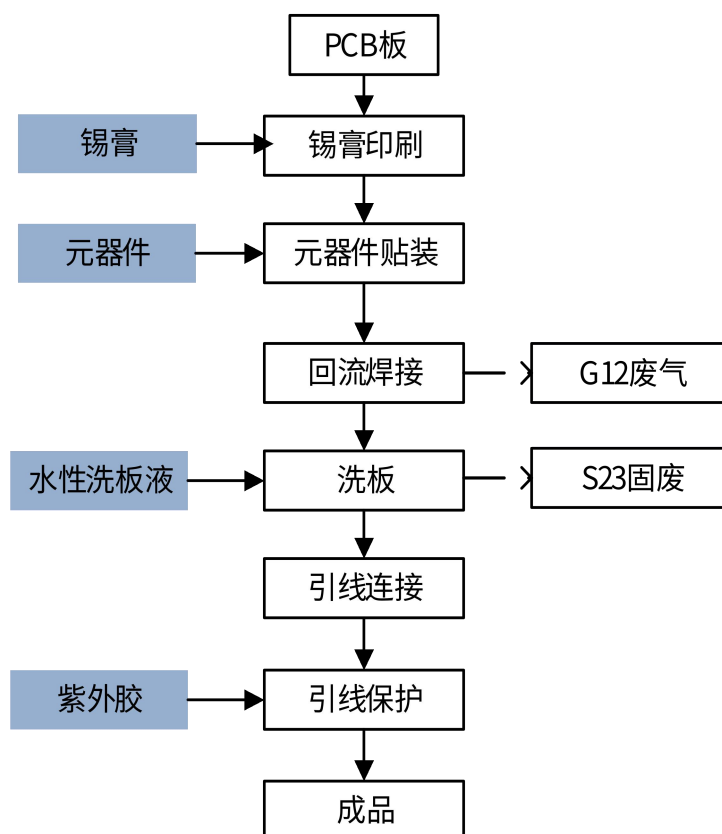 PCB板
锡膏
锡膏印刷
元器件
元器件贴装
回流焊接
G12废气
水性洗板液
洗板
S23固废
引线连接
紫外胶
引线保护
成品